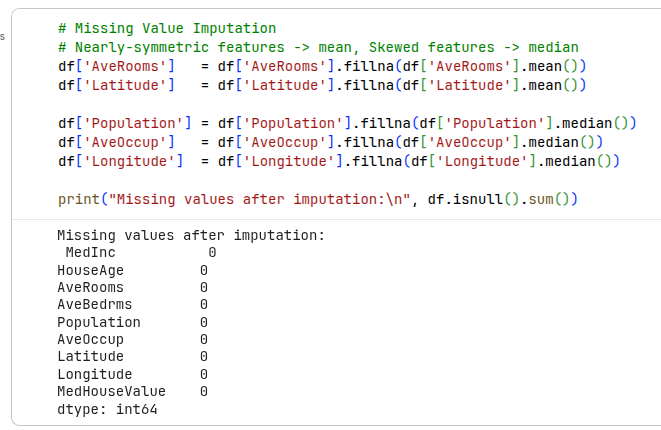 s
# Missing Value Imputation
# Nearly-symmetric features -> mean, Skewed features -> median
df['AveRooms']   = df['AveRooms'].fillna(df['AveRooms'].mean())
df['Latitude']   = df['Latitude'].fillna(df['Latitude'].mean())
df['Population'] = df['Population'].fillna(df['Population'].median())
df['AveOccup']   = df['AveOccup'].fillna(df['AveOccup'].median())
df['Longitude']  = df['Longitude'].fillna(df['Longitude'].median())
print("Missing values after imputation:\n", df.isnull().sum())
Missing values after imputation:
 MedInc           0
HouseAge         0
AveRooms         0
AveBedrms        0
Population       0
AveOccup         0
Latitude         0
Longitude        0
MedHouseValue    0
dtype: int64